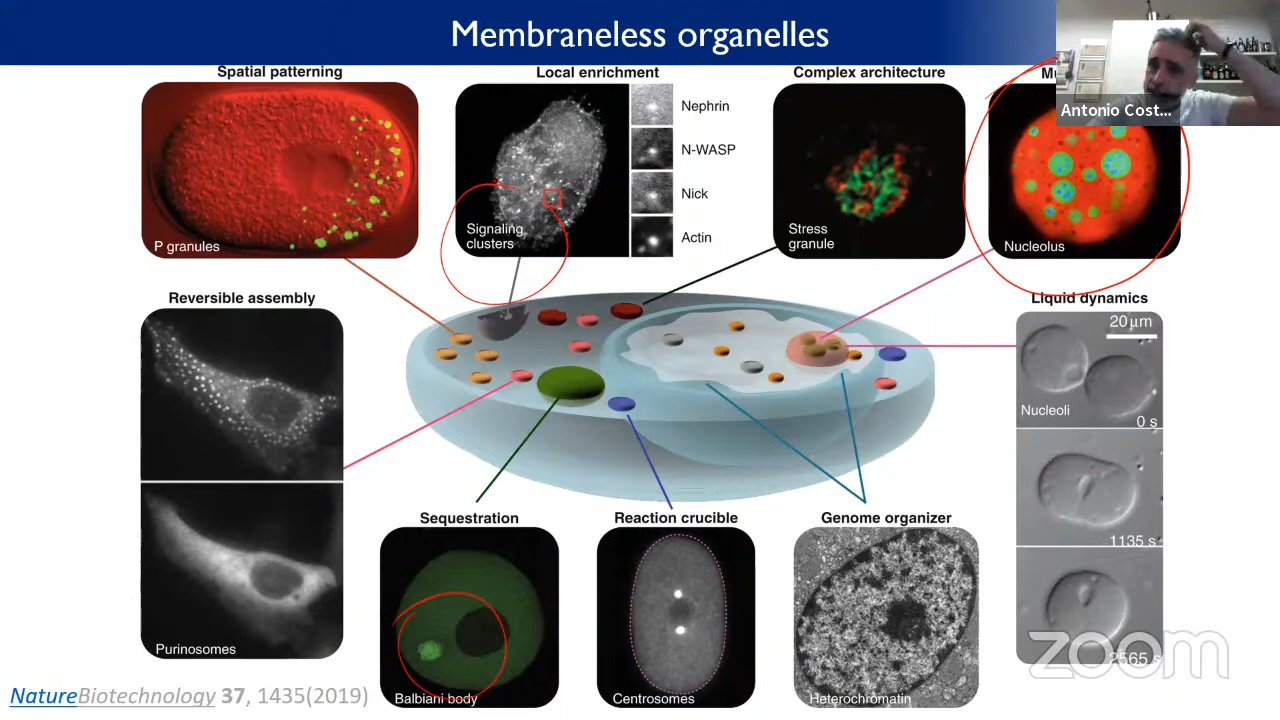 Membraneless organelles
Antonio Cost...
Spatial patterning
P granules
Local enrichment
Signaling
clusters
Nephrin
N-WASP
Nick
Actin
Complex architecture
Stress
granule
Nucleolus
Reversible assembly
Purinosomes
Liquid dynamics
20 µm
Nucleoli
0 s
1135 s
2565 s
Sequestration
Balbiani body
Reaction crucible
Centrosomes
Genome organizer
Heterochromatin
NatureBiotechnology 37, 1435(2019)
zoom